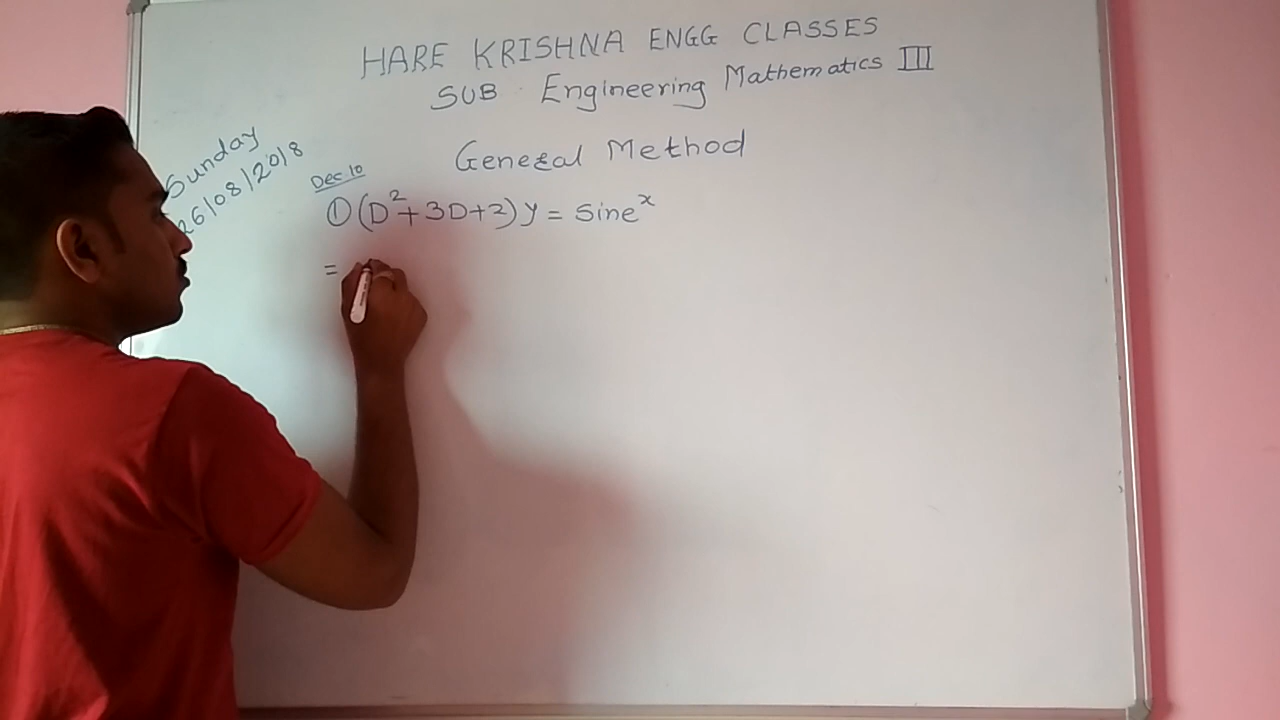 HARE KRISHNA ENGG CLASSES
SUB. Engineering Mathematics III
General Method
Sunday
26/08/2018
Dec 10
① (D²+3D+2)y = sineˣ
=